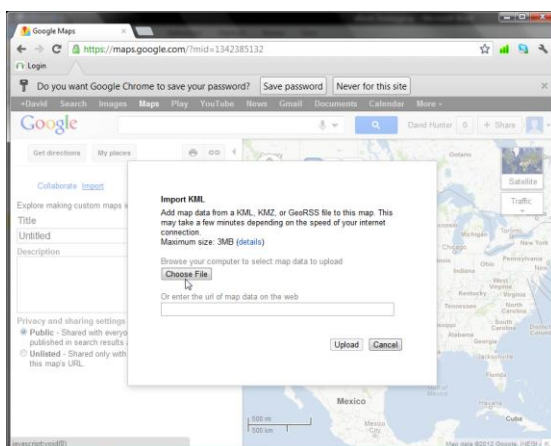 Google Maps
https://maps.google.com/?mid=1342385132
Login
Do you want Google Chrome to save your password? Save password Never for this site
+David Search Images Maps Play YouTube News Gmail Documents Calendar More
Google David Hunter 0 + Share
Get directions My places
Ontario
Satellite
Collaborate Import
Traffic
Explore making custom maps
Title
Untitled
Description
Import KML
Add map data from a KML, KMZ, or GeoRSS file to this map. This
may take a few minutes depending on the speed of your internet
connection.
Maximum size: 3MB (details)
Browse your computer to select map data to upload
Choose File
Or enter the url of map data on the web
Upload Cancel
Privacy and sharing settings
Public - Shared with everyo
published in search results
Unlisted - Shared only with
this map's URL.
Michigan
Toronto
New York
Chicago
Pennsylvania
Ohio
Indiana
West
Virginia
Kentucky Virginia
Tennessee North
Carolina
South
Carolina
Alabama
Georgia
Jacksonville
Florida
Havana
Mexico
Cuba
Mexico
City
500 mi
500 km
javascript:void(0)